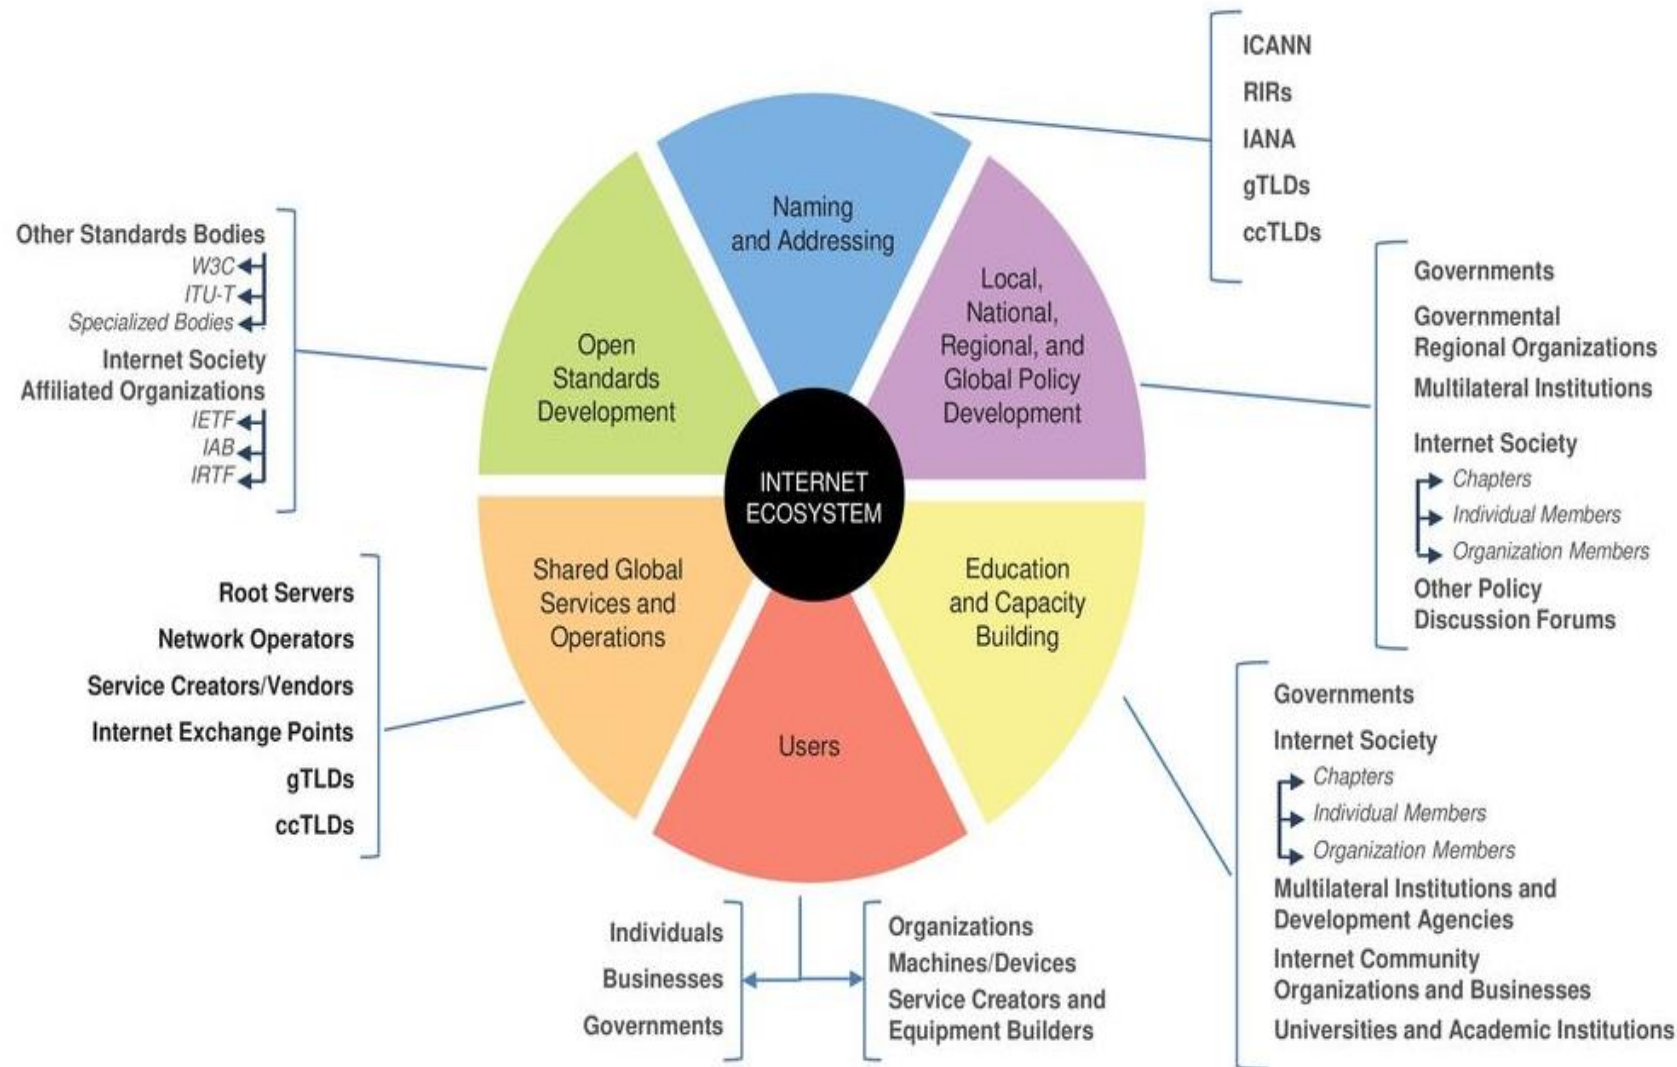 ICANN
RIRs
IANA
gTLDs
ccTLDs
Naming
and Addressing
Local,
National,
Regional, and
Global Policy
Development
Governments
Governmental
Regional Organizations
Multilateral Institutions
Internet Society
Chapters
Individual Members
Organization Members
Other Policy
Discussion Forums
Other Standards Bodies
W3C
ITU-T
Specialized Bodies
Internet Society
Affiliated Organizations
IETF
IAB
IRTF
Open
Standards
Development
INTERNET
ECOSYSTEM
Shared Global
Services and
Operations
Root Servers
Network Operators
Service Creators/Vendors
Internet Exchange Points
gTLDs
ccTLDs
Education
and Capacity
Building
Governments
Internet Society
Chapters
Individual Members
Organization Members
Multilateral Institutions and
Development Agencies
Internet Community
Organizations and Businesses
Universities and Academic Institutions
Users
Individuals
Businesses
Governments
Organizations
Machines/Devices
Service Creators and
Equipment Builders